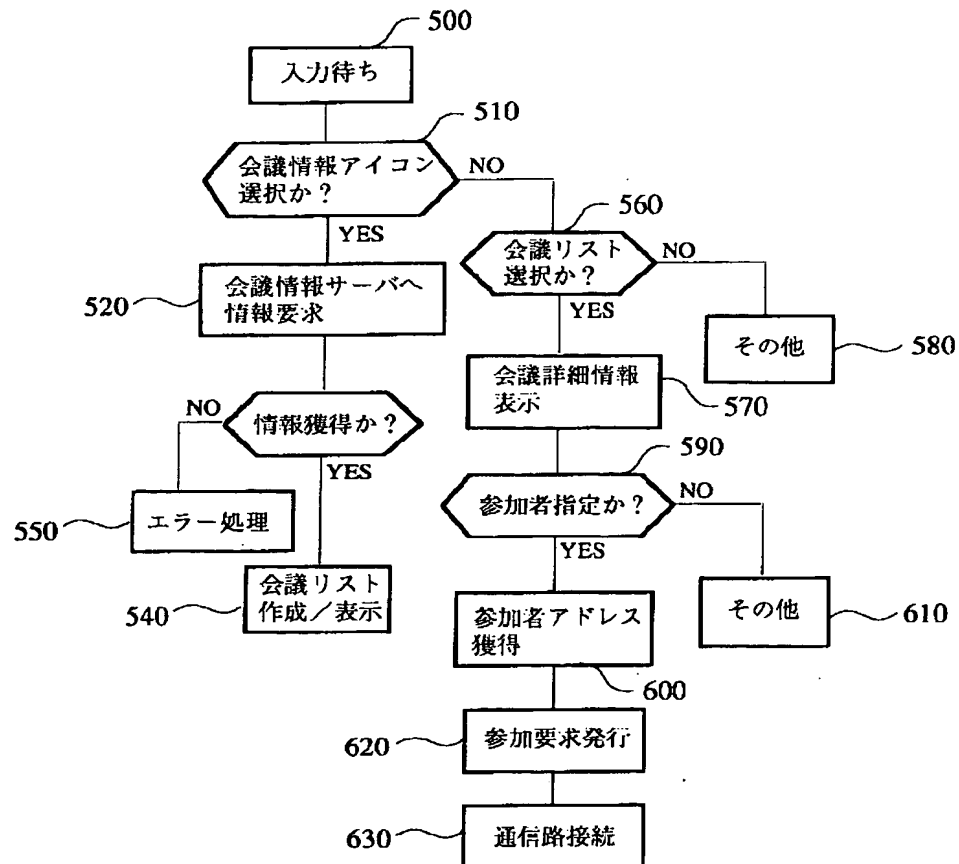 500
入力待ち
510
会議情報アイコン
選択か？
NO
YES
560
会議リスト
選択か？
NO
YES
520
会議情報サーバへ
情報要求
その他
580
会議詳細情報
表示
570
NO
情報獲得か？
YES
590
参加者指定か？
NO
YES
550
エラー処理
540
会議リスト
作成／表示
参加者アドレス
獲得
600
その他
610
620
参加要求発行
630
通信路接続